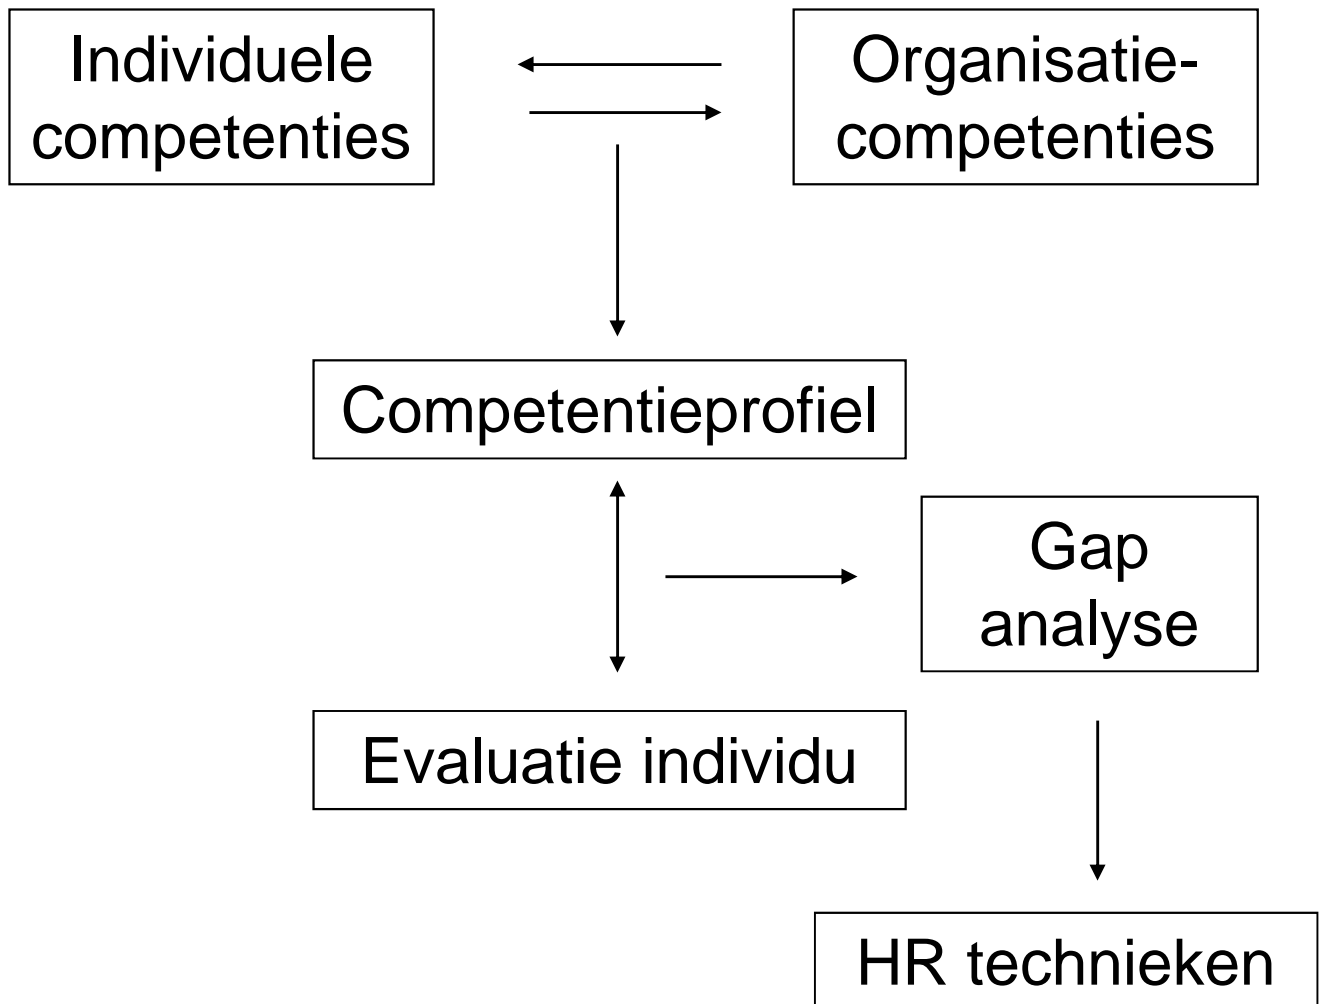 Individuele
competenties
Organisatie-
competenties
Competentieprofiel
Gap
analyse
Evaluatie individu
HR technieken